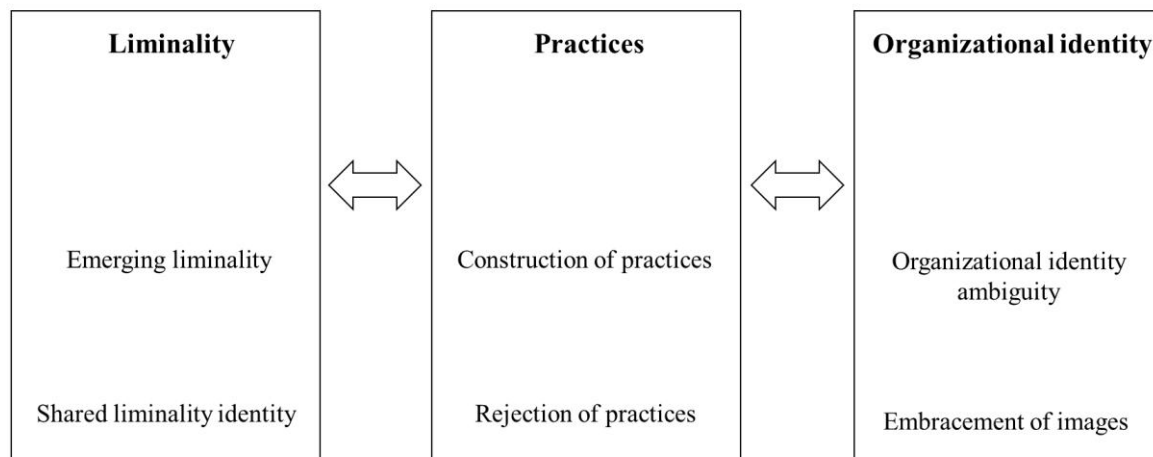 Liminality
Emerging liminality
Shared liminality identity
Practices
Construction of practices
Rejection of practices
Organizational identity
Organizational identity
ambiguity
Embracement of images